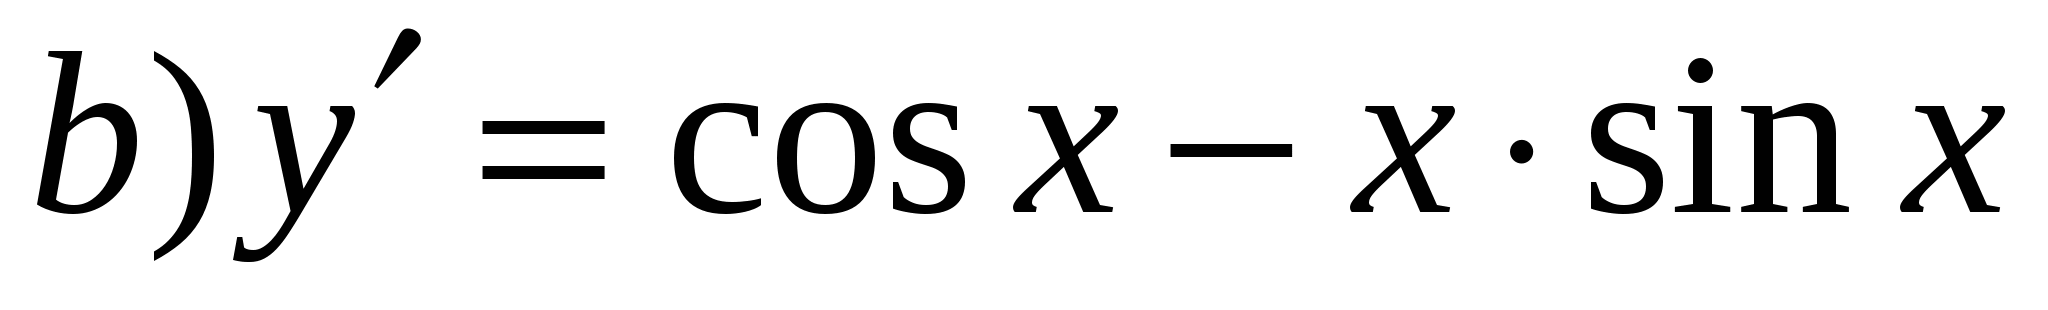 b) y′ = cos x − x · sin x